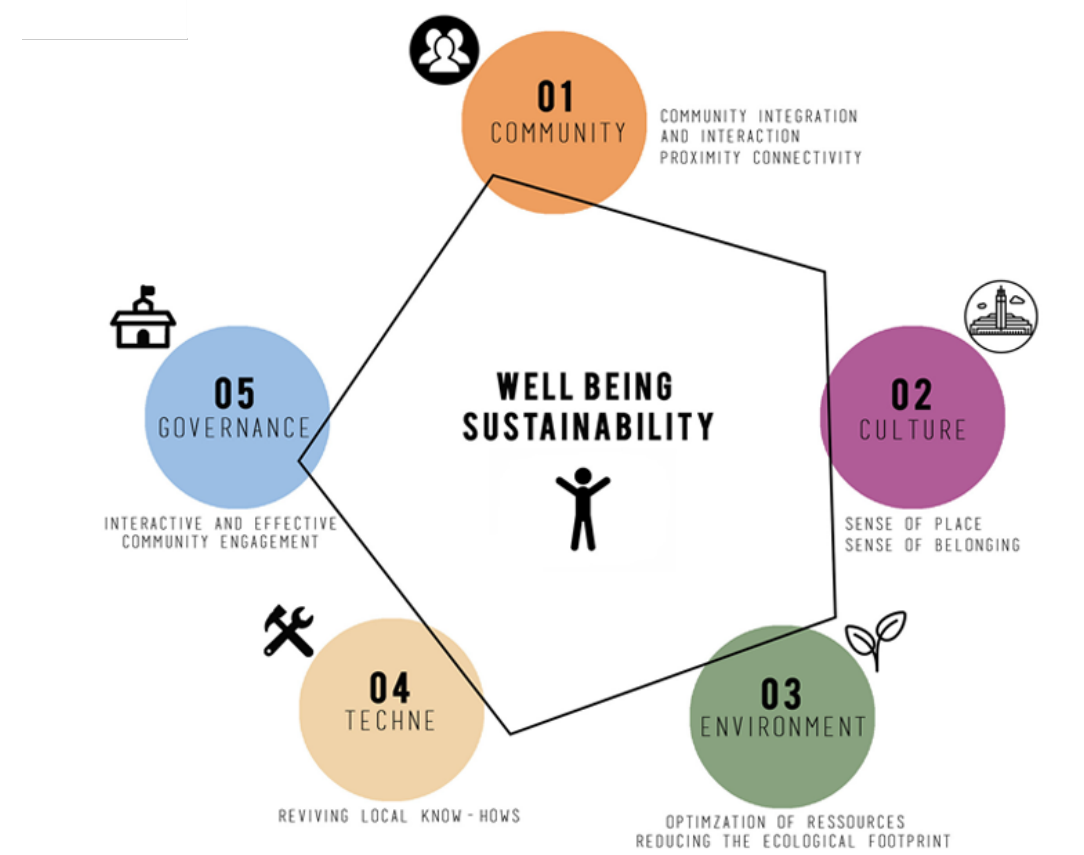 01
COMMUNITY
COMMUNITY INTEGRATION
AND INTERACTION
PROXIMITY CONNECTIVITY
02
CULTURE
SENSE OF PLACE
SENSE OF BELONGING
03
ENVIRONMENT
OPTIMZATION OF RESSOURCES
REDUCING THE ECOLOGICAL FOOTPRINT
04
TECHNE
REVIVING LOCAL KNOW-HOWS
05
GOVERNANCE
INTERACTIVE AND EFFECTIVE
COMMUNITY ENGAGEMENT
WELL BEING
SUSTAINABILITY